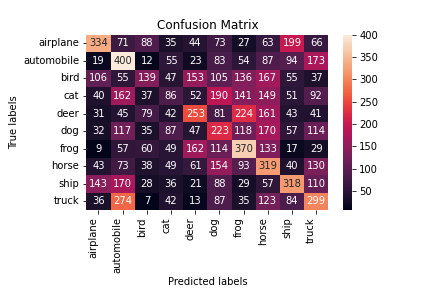 Confusion Matrix
airplane 334 71 88 35 44 73 27 63 199 66
automobile 19 400 12 55 23 83 54 87 94 173
bird 106 55 139 47 153 105 136 167 55 37
cat 40 162 37 86 52 190 141 149 51 92
deer 31 45 79 42 253 81 224 161 43 41
dog 32 117 35 87 47 223 118 170 57 114
frog 9 57 60 49 162 114 370 133 17 29
horse 43 73 38 49 61 154 93 319 40 130
ship 143 170 28 36 21 88 29 57 318 110
truck 36 274 7 42 13 87 35 123 84 299
airplane automobile bird cat deer dog frog horse ship truck
Predicted labels
True labels
400
350
300
250
200
150
100
50